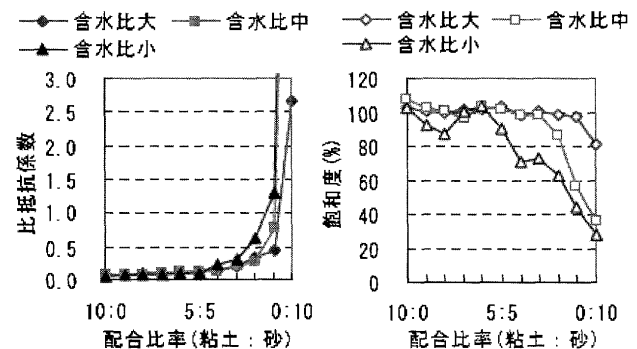 含水比大 含水比中
含水比小
比抵抗係数
3.0
2.5
2.0
1.5
1.0
0.5
0.0
10:0 5:5 0:10
配合比率(粘土:砂)
含水比大 含水比中
含水比小
飽和度(%)
120
100
80
60
40
20
0
10:0 5:5 0:10
配合比率(粘土:砂)